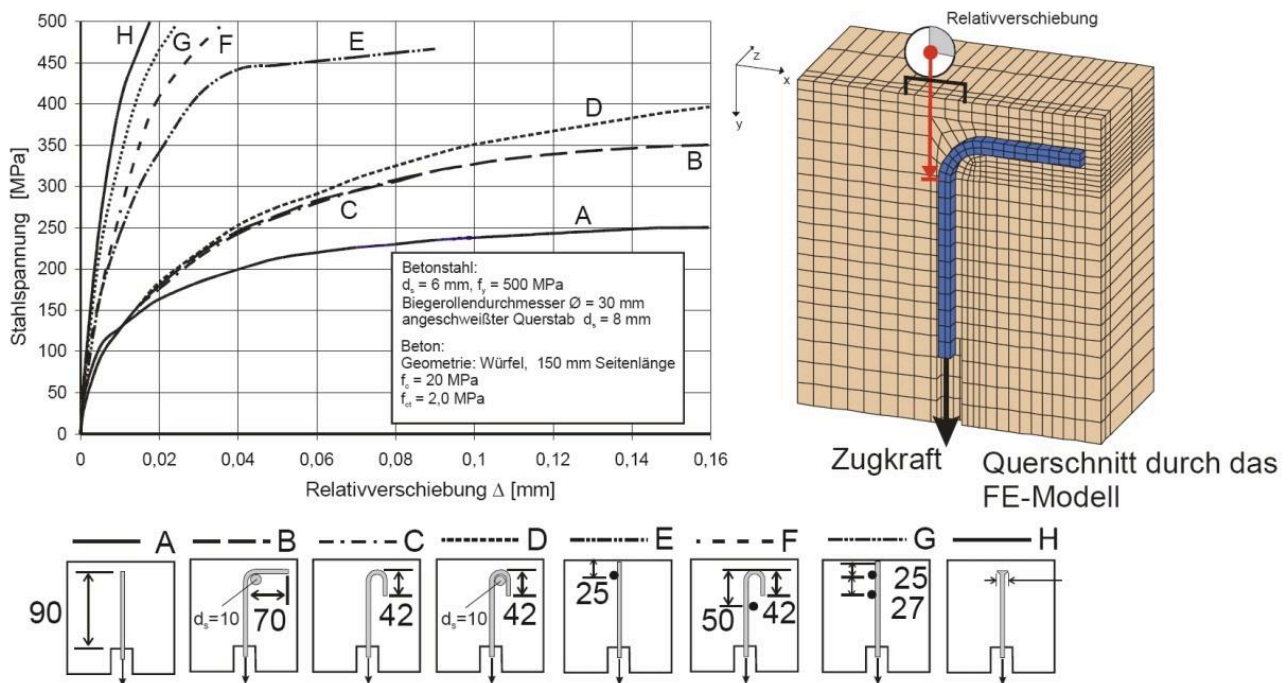 Stahlspannung [MPa]
500
450
400
350
300
250
200
150
100
50
0
H
G
F
E
D
B
C
A
Betonstahl:
dₛ = 6 mm, fᵧ = 500 MPa
Biegerollendurchmesser Ø = 30 mm
angeschweißter Querstab dₛ = 8 mm
Beton:
Geometrie: Würfel, 150 mm Seitenlänge
f_c = 20 MPa
f_ct = 2,0 MPa
0 0,02 0,04 0,06 0,08 0,1 0,12 0,14 0,16
Relativverschiebung Δ [mm]
Relativverschiebung
z
x
y
Zugkraft
Querschnitt durch das
FE-Modell
A B C D E F G H
90
dₛ=10
70
42
dₛ=10
42
25
50
42
25
27